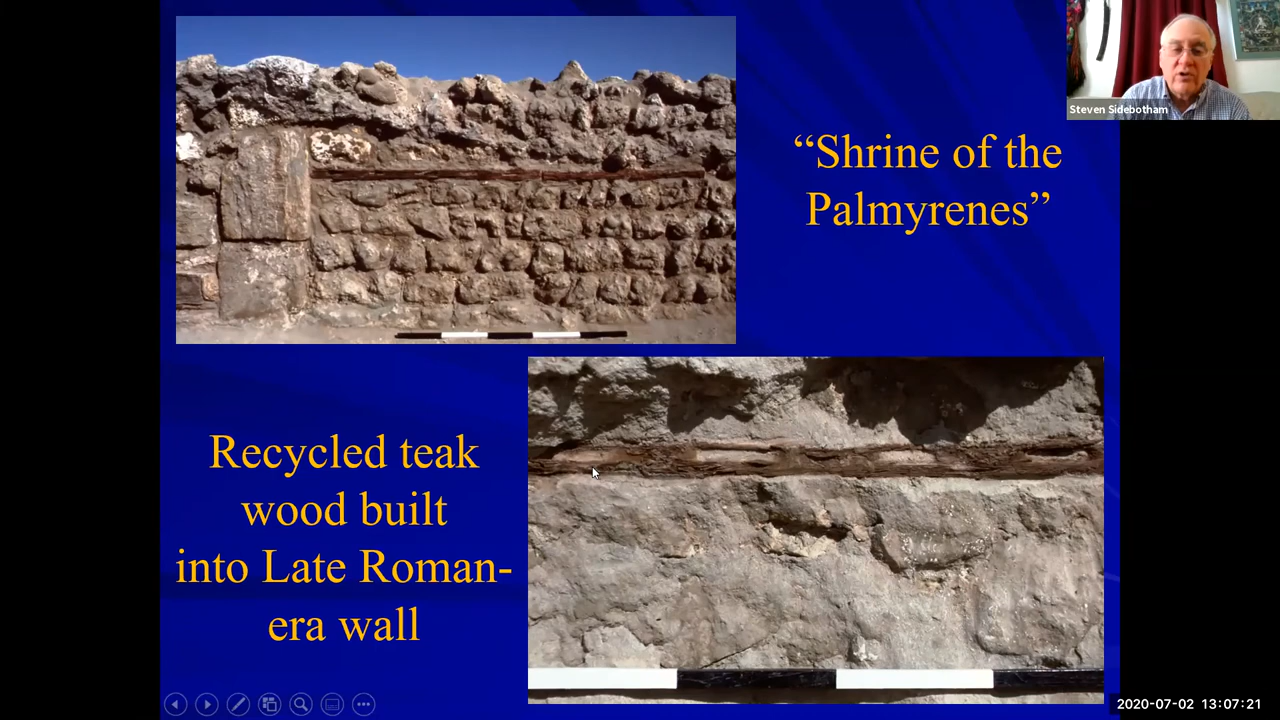 Steven Sidebotham
“Shrine of the
Palmyrenes”
Recycled teak
wood built
into Late Roman-
era wall
2020-07-02 13:07:21